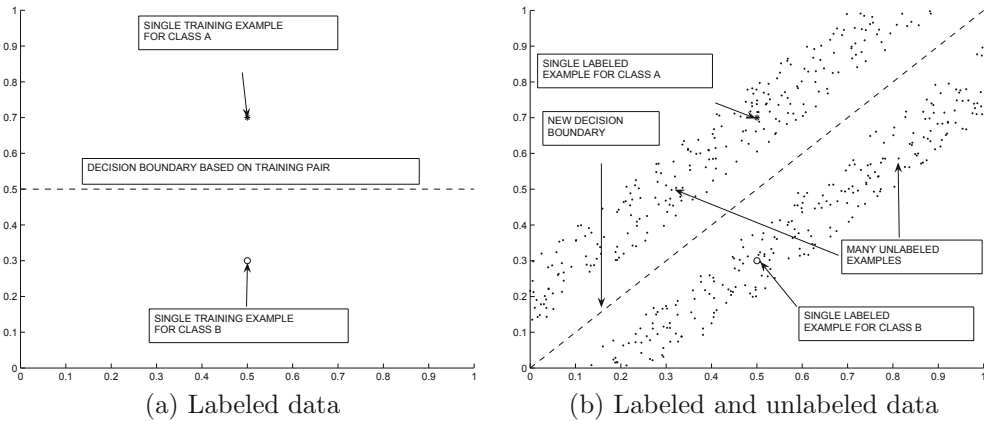 SINGLE TRAINING EXAMPLE
FOR CLASS A
DECISION BOUNDARY BASED ON TRAINING PAIR
SINGLE TRAINING EXAMPLE
FOR CLASS B
1
0.9
0.8
0.7
0.6
0.5
0.4
0.3
0.2
0.1
0
0 0.1 0.2 0.3 0.4 0.5 0.6 0.7 0.8 0.9 1
(a) Labeled data
SINGLE LABELED
EXAMPLE FOR CLASS A
NEW DECISION
BOUNDARY
MANY UNLABELED
EXAMPLES
SINGLE LABELED
EXAMPLE FOR CLASS B
1
0.9
0.8
0.7
0.6
0.5
0.4
0.3
0.2
0.1
0
0 0.1 0.2 0.3 0.4 0.5 0.6 0.7 0.8 0.9 1
(b) Labeled and unlabeled data